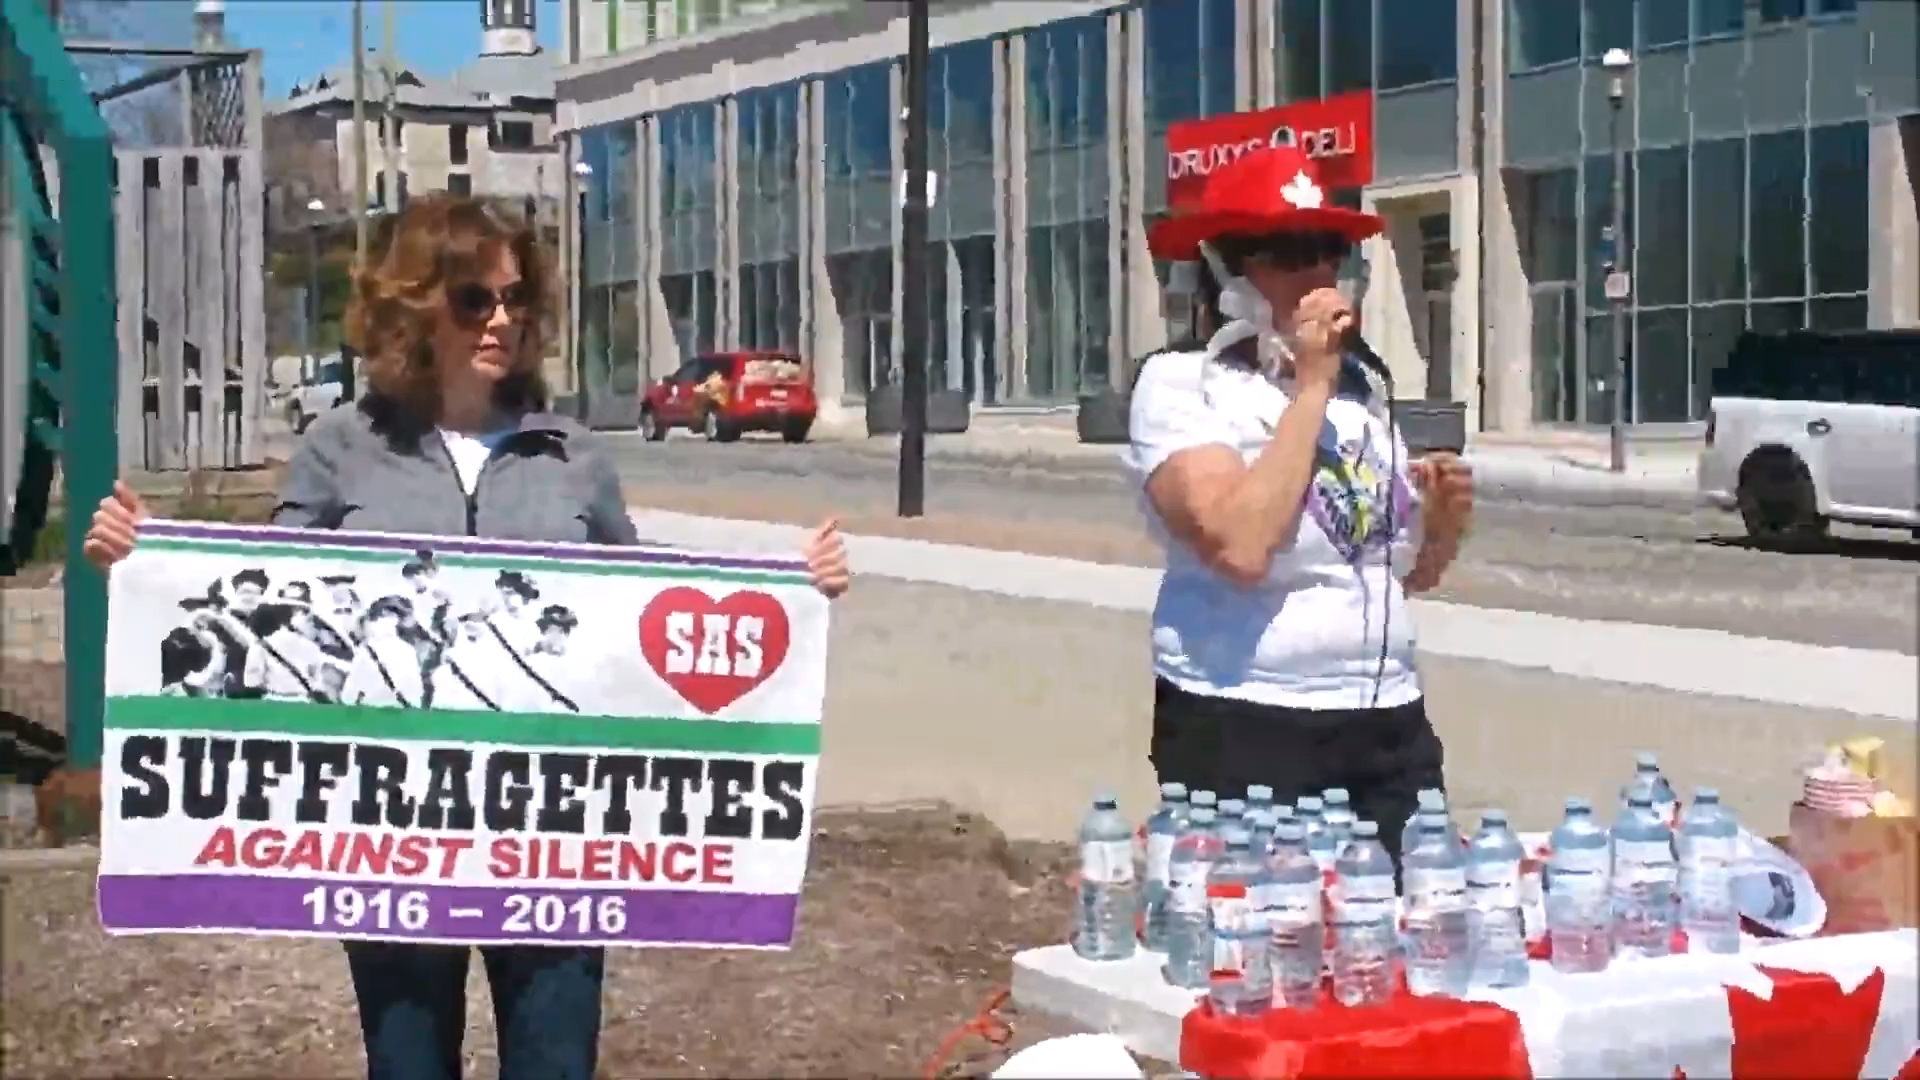 DRUXY'S DELI
SAS
SUFFRAGETTES
AGAINST SILENCE
1916 – 2016